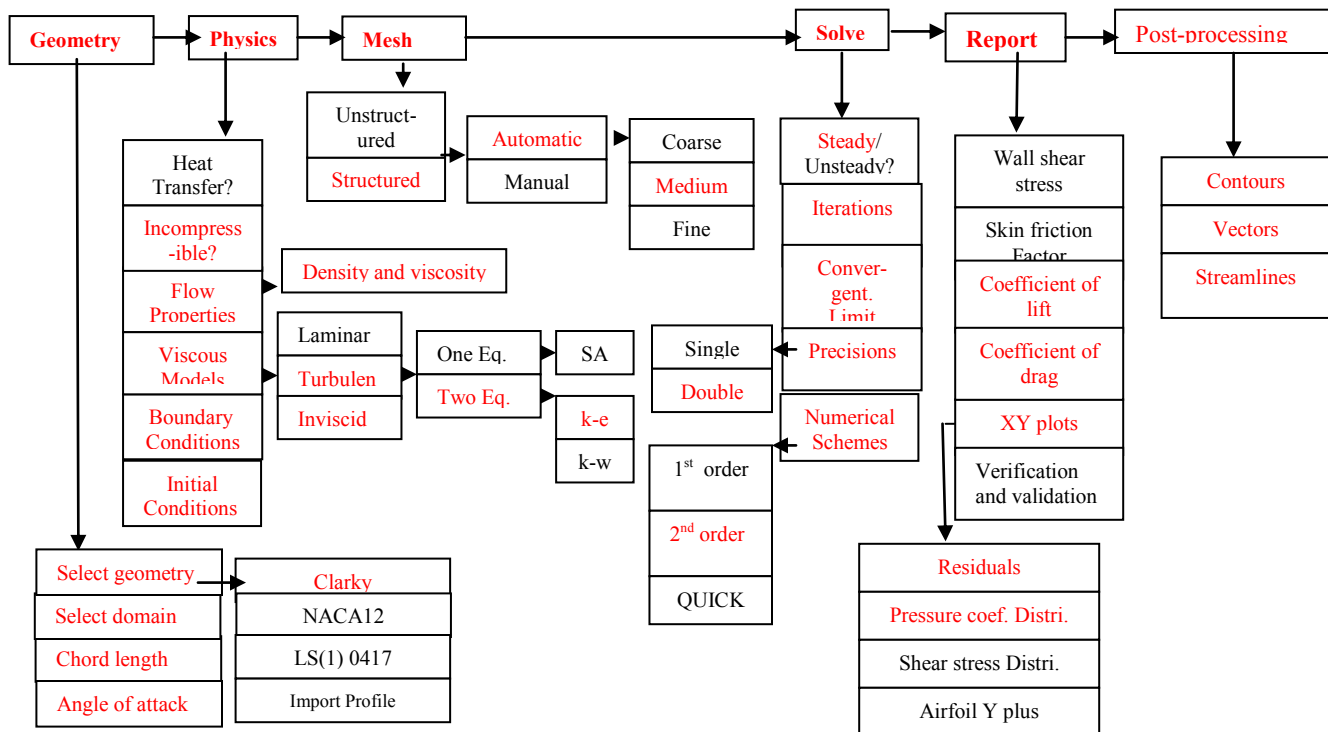 Geometry
Physics
Mesh
Solve
Report
Post-processing
Heat
Transfer?
Incompress
-ible?
Flow
Properties
Viscous
Models
Boundary
Conditions
Initial
Conditions
Density and viscosity
Laminar
Turbulen
Inviscid
One Eq.
Two Eq.
SA
k-e
k-w
Unstruct-
ured
Structured
Automatic
Manual
Coarse
Medium
Fine
Steady/
Unsteady?
Iterations
Conver-
gent.
Limit
Precisions
Numerical
Schemes
Single
Double
1st order
2nd order
QUICK
Wall shear
stress
Skin friction
Factor
Coefficient of
lift
Coefficient of
drag
XY plots
Verification
and validation
Residuals
Pressure coef. Distri.
Shear stress Distri.
Airfoil Y plus
Contours
Vectors
Streamlines
Select geometry
Select domain
Chord length
Angle of attack
Clarky
NACA12
LS(1) 0417
Import Profile